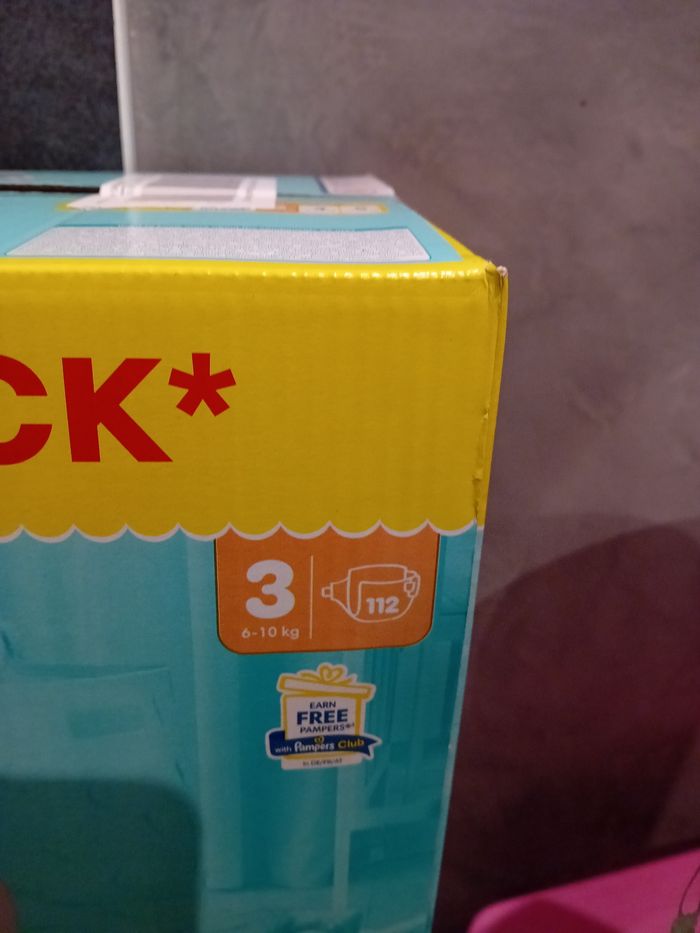 CK*
3
6-10 kg
112
EARN
FREE
PAMPERS
with Pampers Club